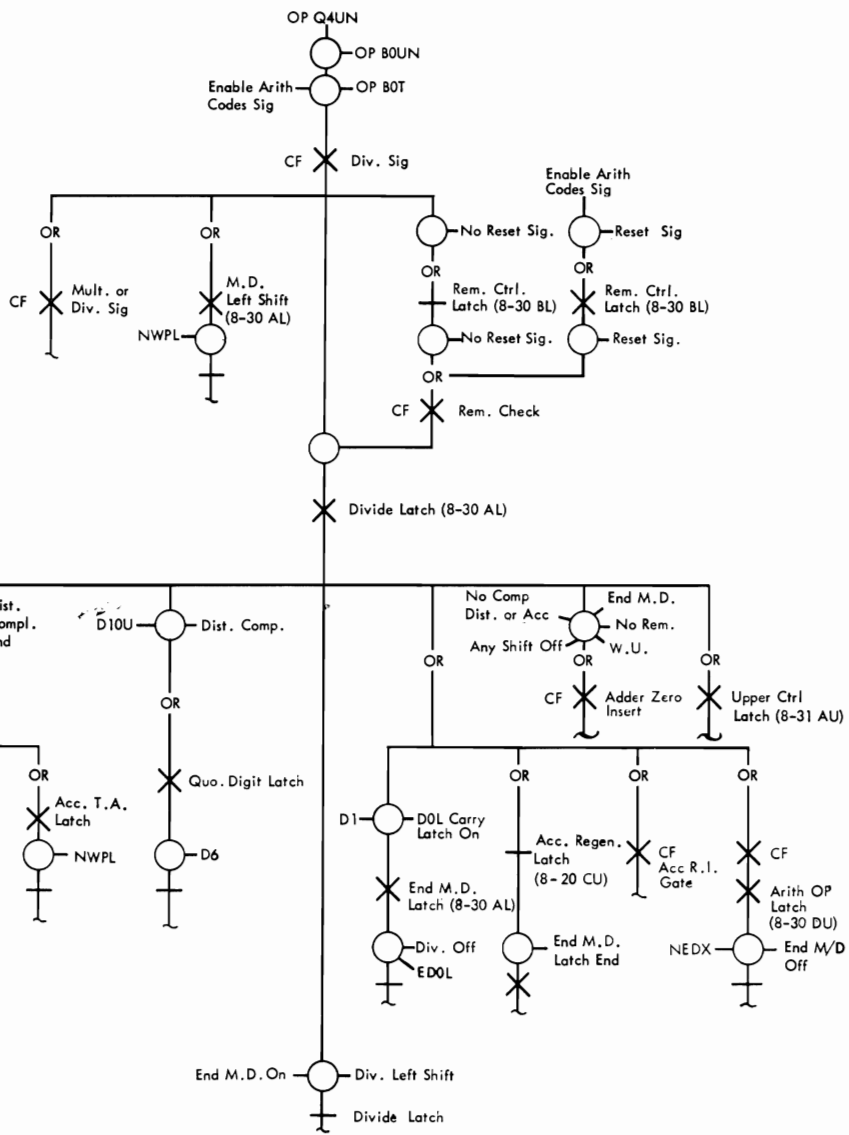 OP Q4UN
OP B0UN
Enable Arith
Codes Sig
OP B0T
CF
Div. Sig
Enable Arith
Codes Sig
OR
OR
No Reset Sig.
Reset Sig
OR
OR
CF
Mult. or
Div. Sig
M.D.
Left Shift
(8-30 AL)
Rem. Ctrl.
Latch (8-30 BL)
Rem. Ctrl.
Latch (8-30 BL)
NWPL
No Reset Sig.
Reset Sig.
OR
CF
Rem. Check
Divide Latch (8-30 AL)
ist.
ompl.
nd
D10U
Dist. Comp.
No Comp
Dist. or Acc
End M.D.
No Rem.
Any Shift Off
W.U.
OR
OR
OR
OR
CF
Adder Zero
Insert
Upper Ctrl
Latch (8-31 AU)
OR
OR
OR
OR
Quo. Digit Latch
Acc. T.A.
Latch
NWPL
D6
D1
D0L Carry
Latch On
Acc. Regen.
Latch
(8-20 CU)
CF
Acc R.I.
Gate
CF
End M.D.
Latch (8-30 AL)
Arith OP
Latch
(8-30 DU)
Div. Off
ED0L
End M.D.
Latch End
NEDX
End M/D
Off
End M.D. On
Div. Left Shift
Divide Latch